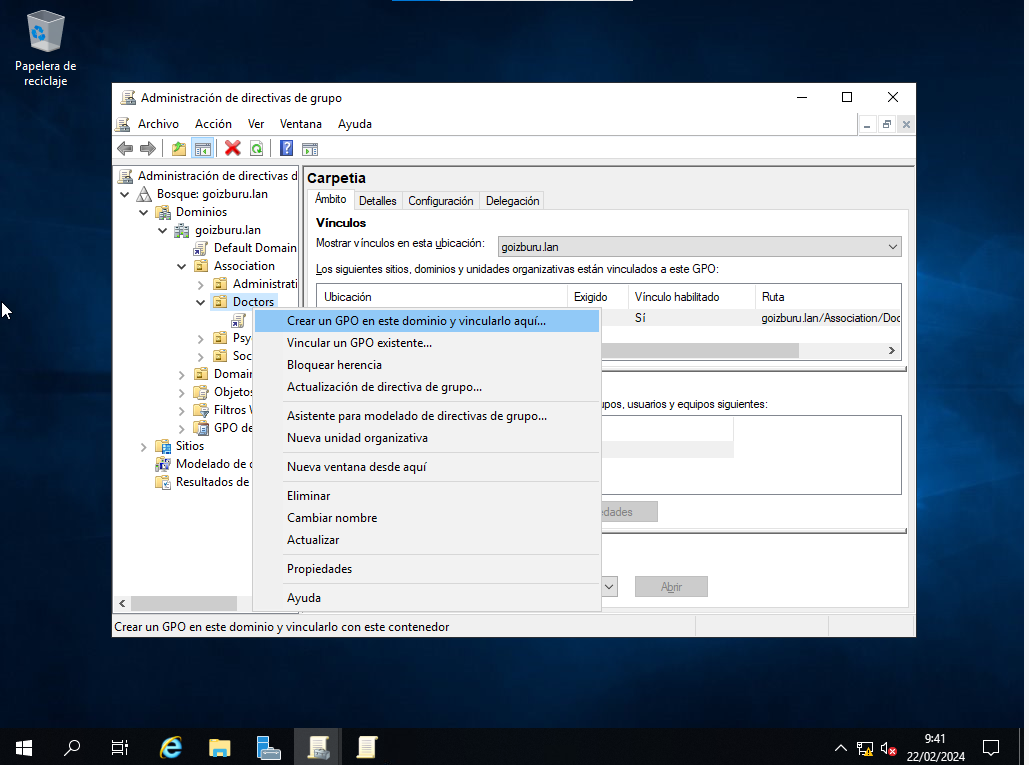 Papelera de
reciclaje
Administración de directivas de grupo
Archivo Acción Ver Ventana Ayuda
Administración de directivas d
Bosque: goizburu.lan
Dominios
goizburu.lan
Default Domain
Association
Administrati
Doctors
Psy
Soc
Domain
Objetos
Filtros
GPO de
Sitios
Modelado de
Resultados de
Carpetia
Ámbito Detalles Configuración Delegación
Vínculos
Mostrar vínculos en esta ubicación: goizburu.lan
Los siguientes sitios, dominios y unidades organizativas están vinculados a este GPO:
Ubicación Exigido Vínculo habilitado Ruta
Sí goizburu.lan/Association/Doc
upos, usuarios y equipos siguientes:
edades
Abrir
Crear un GPO en este dominio y vincularlo aquí...
Vincular un GPO existente...
Bloquear herencia
Actualización de directiva de grupo...
Asistente para modelado de directivas de grupo...
Nueva unidad organizativa
Nueva ventana desde aquí
Eliminar
Cambiar nombre
Actualizar
Propiedades
Ayuda
Crear un GPO en este dominio y vincularlo con este contenedor
9:41
22/02/2024